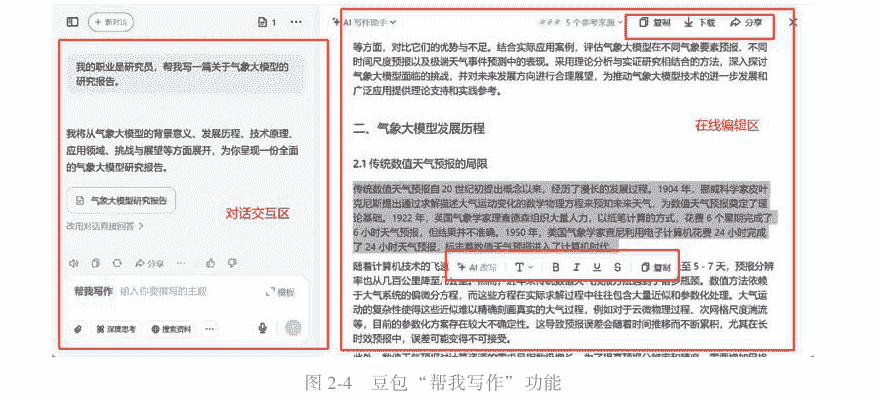 + 新对话
1
我的职业是研究员，帮我写一篇关于气象大模型的
研究报告。
我将从气象大模型的背景意义、发展历程、技术原理、
应用领域、挑战与展望等方面展开，为你呈现一份全面
的气象大模型研究报告。
气象大模型研究报告
对话交互区
改用对话直接回答 >
分享
帮我写作 输入你要撰写的主题
模板
深度思考
搜索资料
AI 写作助手
5 个参考来源
复制
下载
分享
等方面，对比它们的优势与不足。结合实际应用案例，评估气象大模型在不同气象要素预报、不同
时间尺度预报以及极端天气事件预测中的表现。采用理论分析与实证研究相结合的方法，深入探讨
气象大模型面临的挑战，并对未来发展方向进行合理展望，为推动气象大模型技术的进一步发展和
广泛应用提供理论支持和实践参考。
二、气象大模型发展历程
在线编辑区
2.1 传统数值天气预报的局限
传统数值天气预报自 20 世纪初提出概念以来，经历了漫长的发展过程。1904 年，挪威科学家皮叶
克尼斯提出通过求解描述大气运动变化的数学物理方程来预知未来天气，为数值天气预报奠定了理
论基础。1922 年，英国气象学家理查德森组织大量人力，以纸笔计算的方式，花费 6 个星期完成了
6 小时天气预报，但结果并不准确。1950 年，美国气象学家查尼利用电子计算机花费 24 小时完成
了 24 小时天气预报，标志着数值天气预报进入了计算机时代。
AI 改写 T B I U S 复制
随着计算机技术的飞速
至 5 - 7 天，预报分辨
率也从几百公里降至
数值方法依赖
于大气系统的偏微分方程，而这些方程在实际求解过程中往往包含大量近似和参数化处理。大气运
动的复杂性使得这些近似难以精确刻画真实的大气过程，例如对于云微物理过程、次网格尺度湍流
等，目前的参数化方案存在较大不确定性。这导致预报误差会随着时间推移而不断累积，尤其在长
时效预报中，误差可能变得不可接受。
图 2-4 豆包“帮我写作”功能